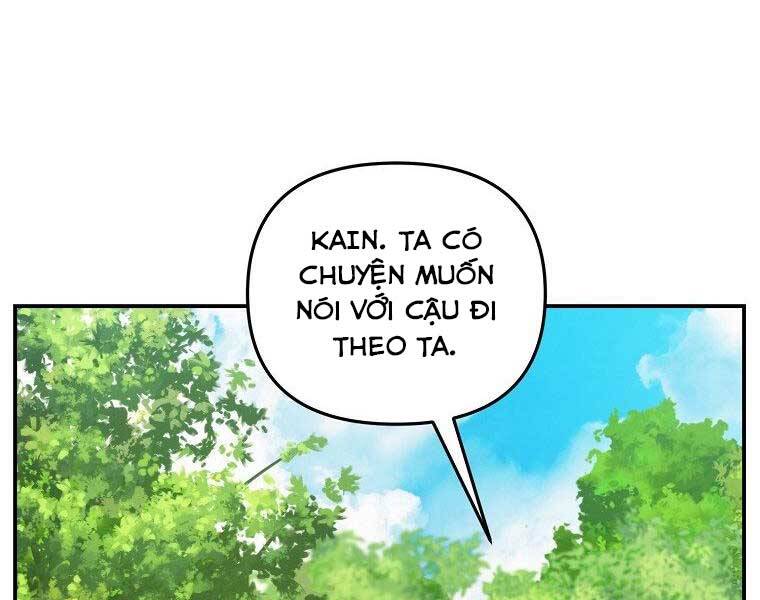 KAIN. TA CÓ
CHUYỆN MUỐN
NÓI VỚI CẬU ĐI
THEO TA.